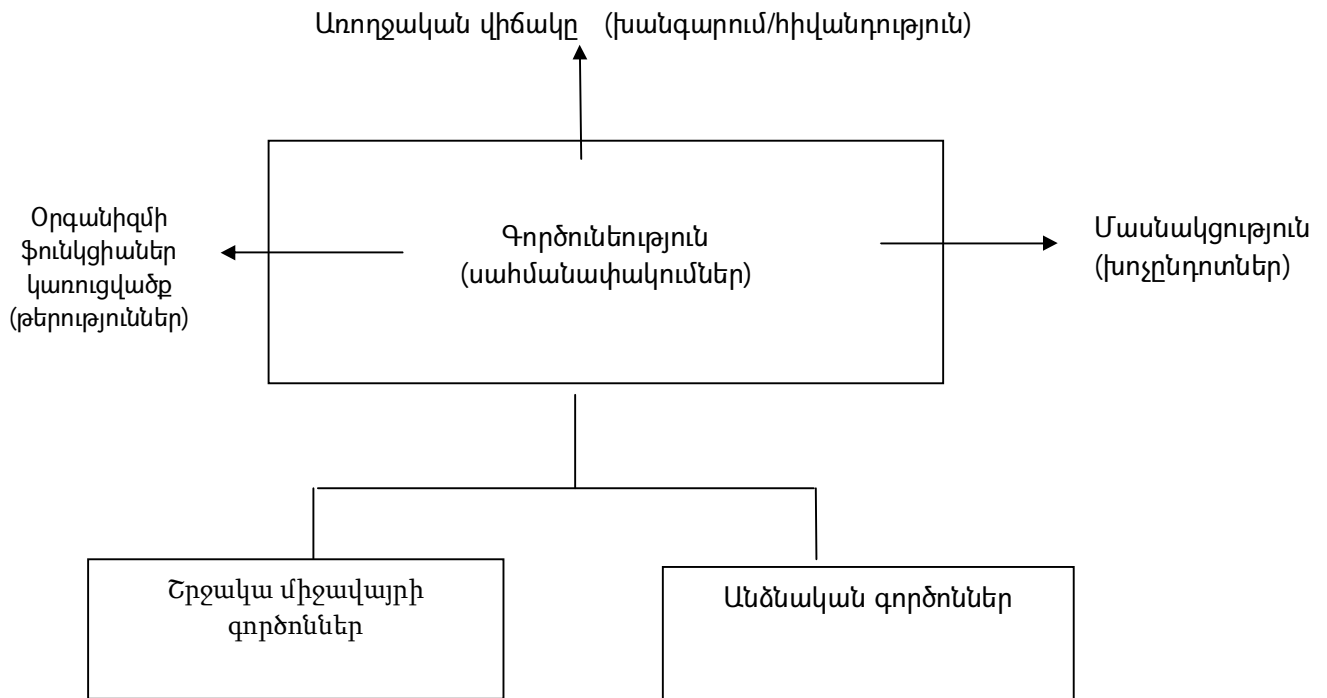 Առողջական վիճակը (խանգարում/հիվանդություն)
Օրգանիզմի
ֆունկցիաներ
կառուցվածք
(թերություններ)
Գործունեություն
(սահմանափակումներ)
Մասնակցություն
(խոչընդոտներ)
Շրջակա միջավայրի
գործոններ
Անձնական գործոններ